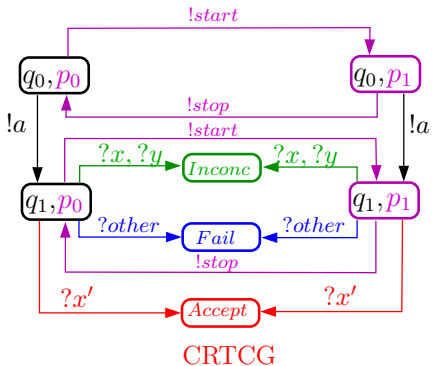 !start
q₀,p₀
q₀,p₁
!stop
!a
!a
!start
?x, ?y
?x, ?y
Inconc
q₁,p₀
q₁,p₁
?other
?other
Fail
!stop
?x′
?x′
Accept
CRTCG